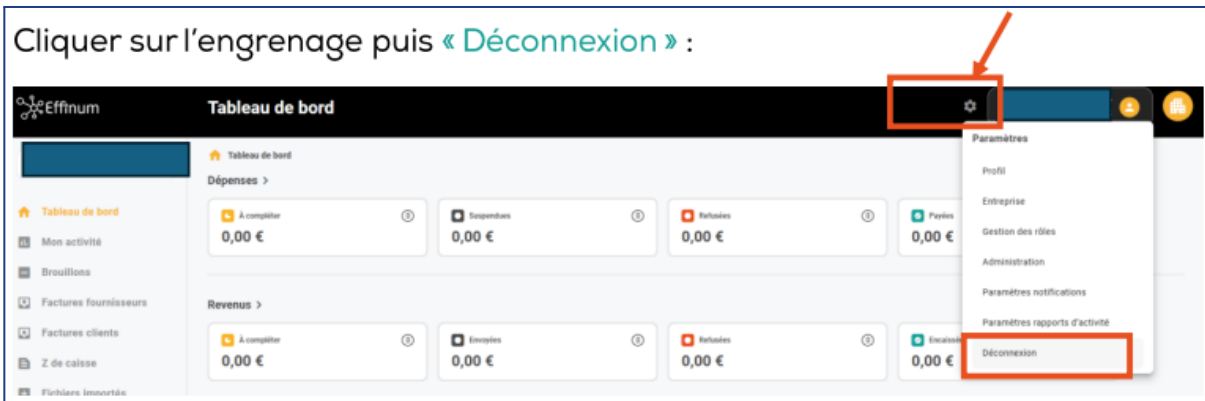 Cliquer sur l'engrenage puis « Déconnexion » :
Effinum
Tableau de bord
Tableau de bord
Dépenses >
À compléter
0,00 €
Suspendues
0,00 €
Refusées
0,00 €
Payées
0,00 €
Revenus >
À compléter
0,00 €
Envoyées
0,00 €
Refusées
0,00 €
0,00 €
Tableau de bord
Mon activité
Brouillons
Factures fournisseurs
Factures clients
Z de caisse
Fichiers importés
Paramètres
Profil
Entreprise
Gestion des rôles
Administration
Paramètres notifications
Paramètres rapports d'activité
Déconnexion